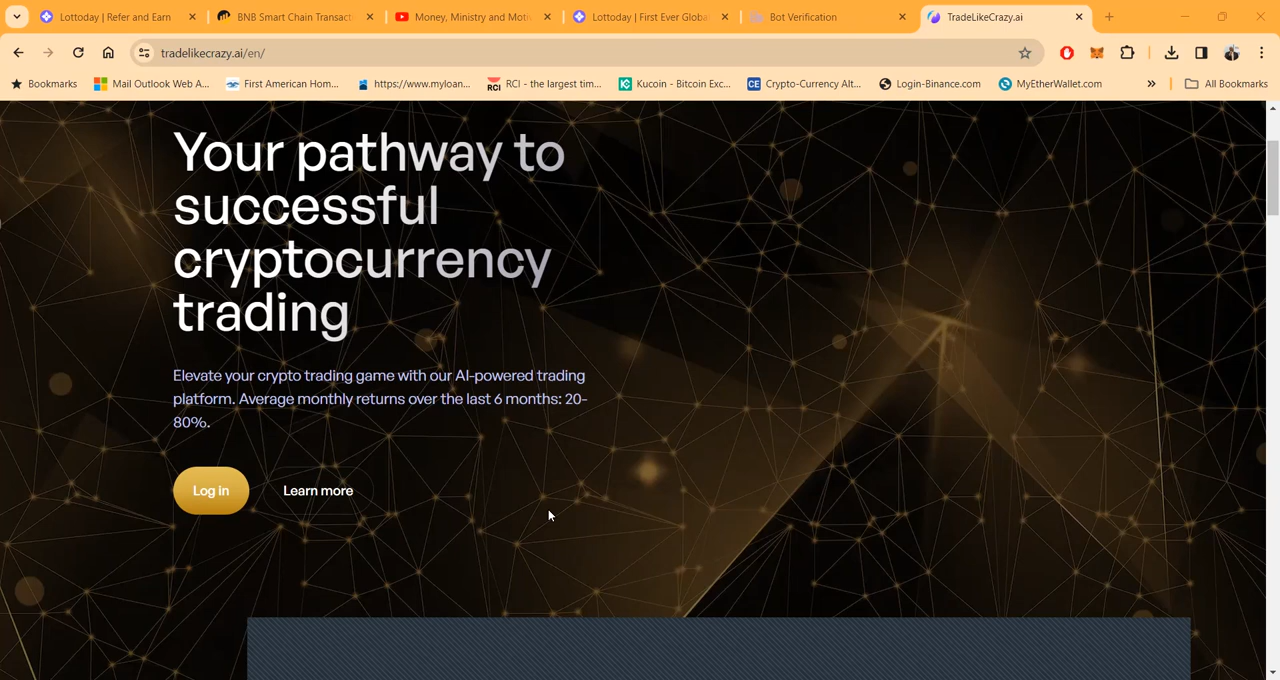 Lottoday | Refer and Earn
BNB Smart Chain Transacti
Money, Ministry and Moti
Lottoday | First Ever Globa
Bot Verification
TradeLikeCrazy.ai
tradelikecrazy.ai/en/
Bookmarks
Mail Outlook Web A...
First American Hom...
https://www.myloan...
RCI
RCI - the largest tim...
Kucoin - Bitcoin Exc...
CE
Crypto-Currency Alt...
Login-Binance.com
MyEtherWallet.com
All Bookmarks
Your pathway to
successful
cryptocurrency
trading
Elevate your crypto trading game with our AI-powered trading
platform. Average monthly returns over the last 6 months: 20-
80%.
Log in
Learn more